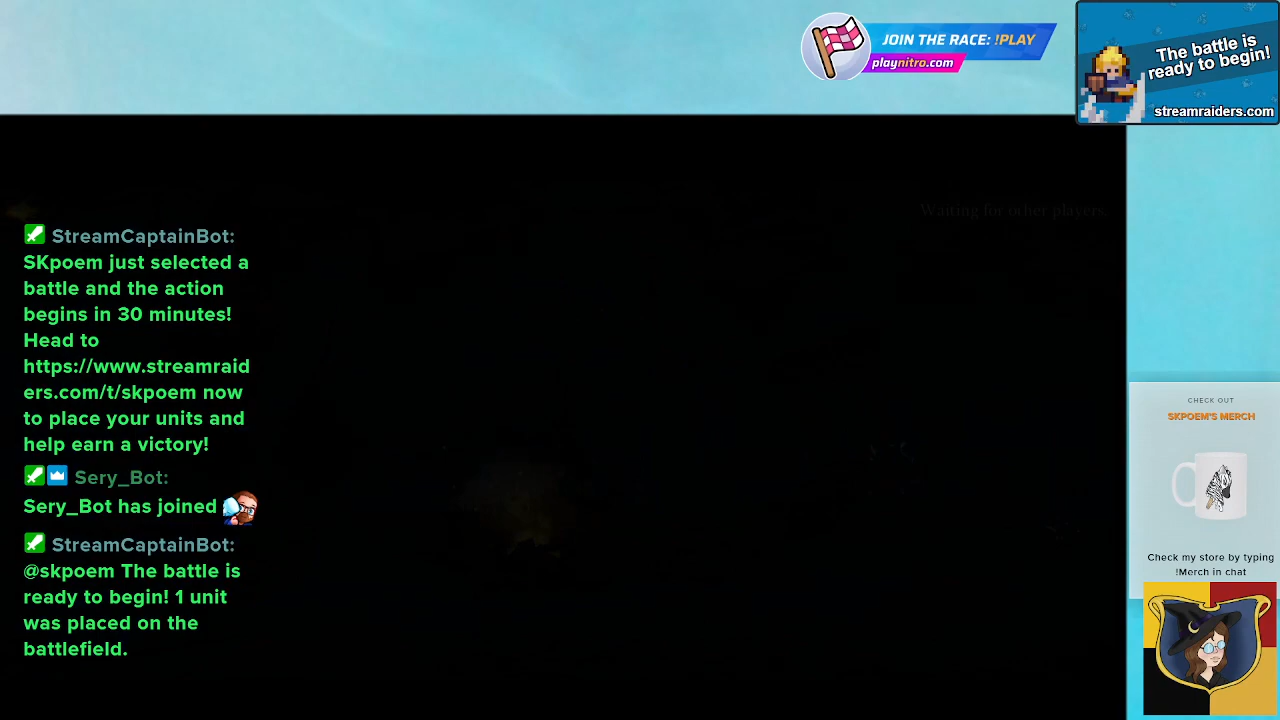 JOIN THE RACE: !PLAY
playnitro.com
The battle is
ready to begin!
streamraiders.com
Waiting for other players.
StreamCaptainBot:
SKpoem just selected a
battle and the action
begins in 30 minutes!
Head to
https://www.streamraid
ers.com/t/skpoem now
to place your units and
help earn a victory!
Sery_Bot:
Sery_Bot has joined
StreamCaptainBot:
@skpoem The battle is
ready to begin! 1 unit
was placed on the
battlefield.
CHECK OUT
SKPOEM'S MERCH
Check my store by typing
!Merch in chat